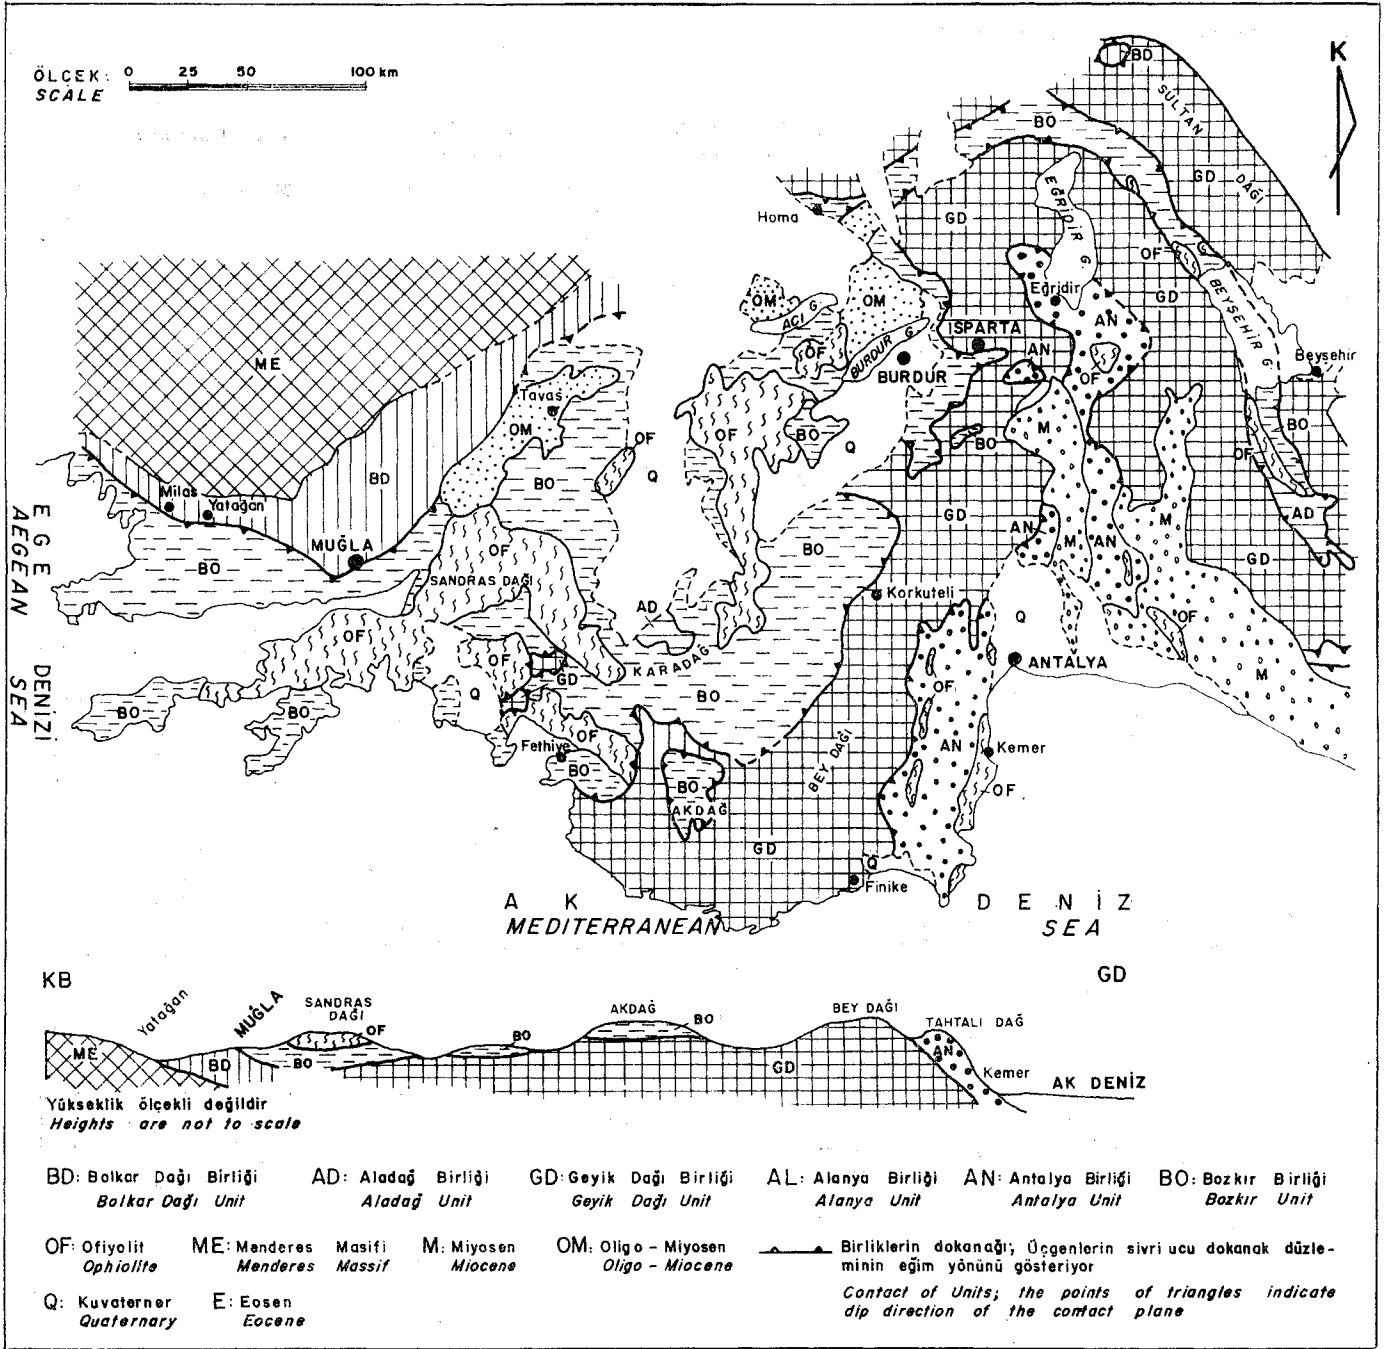 ÖLÇEK: 0 25 50 100 km
SCALE
K
BD
SULTAN DAĞI
BO
GD
GD
EĞRİDİR G
Homa
OF
BEYŞEHİR G
GD
OM
OM
ACI G
Eğridir
AN
ISPARTA
AN
OF
BURDUR G
BURDUR
Beyşehir
ME
Tavas
OM
OF
OF
BO
Q
BO
M
OF
BO
OF
BD
BO
GD
AD
Milas
Yatağan
MUĞLA
BO
OF
SANDRAS DAĞI
BO
AN
M
AN
M
GD
Korkuteli
AD
Q
OF
EGE DENİZİ
AEGEAN SEA
OF
OF
GD
KARADAĞ
BO
OF
ANTALYA
M
BO
BO
Q
Fethiye
OF
BO
BEY DAĞI
AN
Kemer
OF
BO
AKDAĞ
GD
Q
Finike
AK DENİZ
MEDITERRANEAN SEA
KB
GD
Yatağan
MUĞLA
SANDRAS
DAĞI
OF
BO
AKDAĞ
BO
BEY DAĞI
TAHTALI DAĞ
ME
BD
BO
GD
AN
Kemer
AK DENİZ
Yükseklik ölçekli değildir
Heights are not to scale
BD: Bolkar Dağı Birliği AD: Aladağ Birliği GD: Geyik Dağı Birliği AL: Alanya Birliği AN: Antalya Birliği BO: Bozkır Birliği
Bolkar Dağı Unit Aladağ Unit Geyik Dağı Unit Alanya Unit Antalya Unit Bozkır Unit
OF: Ofiyolit ME: Menderes Masifi M: Miyosen OM: Oligo - Miyosen Birliklerin dokanağı; Üçgenlerin sivri ucu dokanak düzle-
Ophiolite Menderes Massif Miocene Oligo - Miocene minin eğim yönünü gösteriyor
Q: Kuvaterner E: Eosen Contact of Units; the points of triangles indicate
Quaternary Eocene dip direction of the contact plane